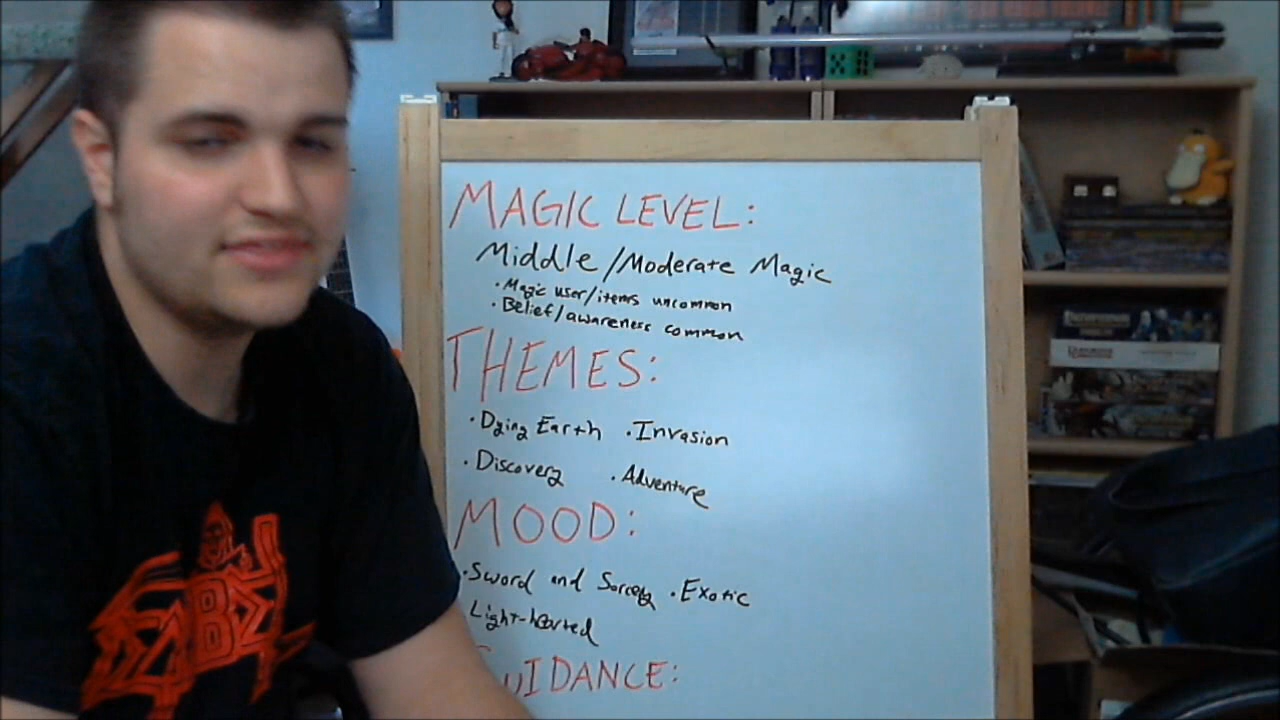 MAGIC LEVEL:
Middle/Moderate Magic
• Magic user/items uncommon
• Belief/awareness common
THEMES:
• Dying Earth • Invasion
• Discovery • Adventure
MOOD:
• Sword and Sorcery • Exotic
Light-hearted
GUIDANCE: